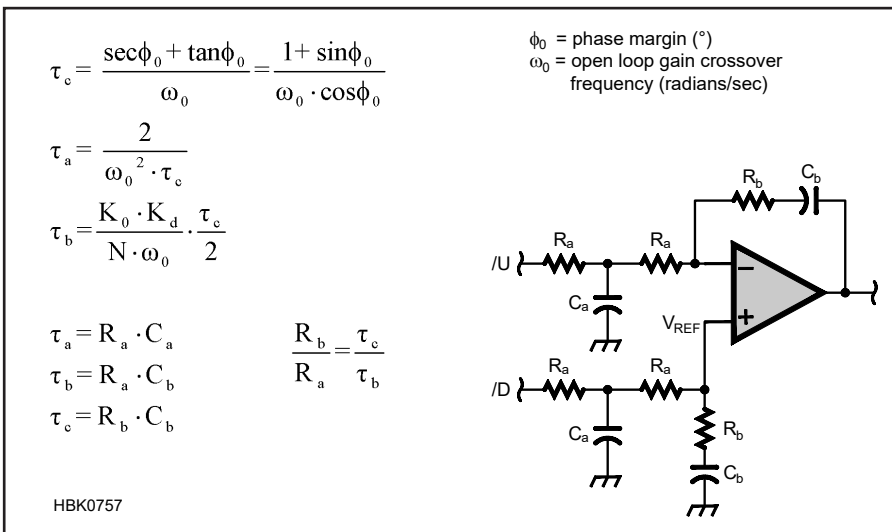 τc = secϕ0 + tanϕ0 / ω0 = 1 + sinϕ0 / ω0 · cosϕ0
τa = 2 / ω0² · τc
τb = K0 · Kd / N · ω0 · τc / 2
τa = Ra · Ca
τb = Ra · Cb
τc = Rb · Cb
Rb / Ra = τc / τb
ϕ0 = phase margin (°)
ω0 = open loop gain crossover
frequency (radians/sec)
Rb
Cb
/U
Ra
Ra
Ca
−
+
VREF
/D
Ra
Ra
Ca
Rb
Cb
HBK0757